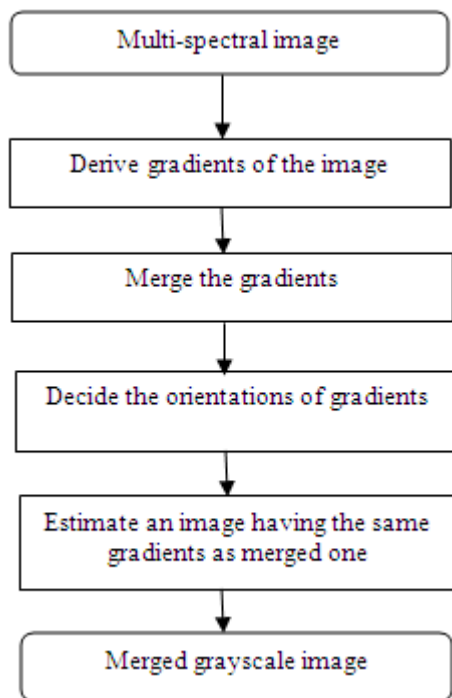 Multi-spectral image
Derive gradients of the image
Merge the gradients
Decide the orientations of gradients
Estimate an image having the same
gradients as merged one
Merged grayscale image